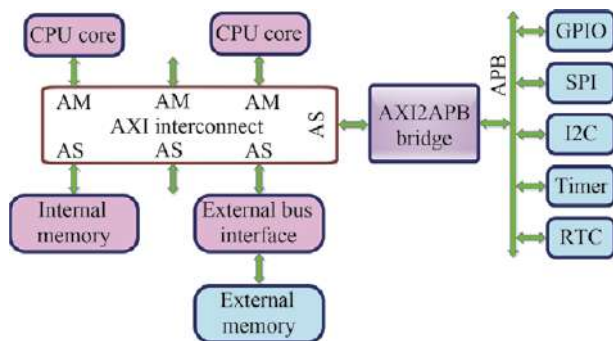 CPU core
CPU core
AM
AM
AM
AXI interconnect
AS
AS
AS
AS
Internal
memory
External bus
interface
External
memory
AXI2APB
bridge
APB
GPIO
SPI
I2C
Timer
RTC